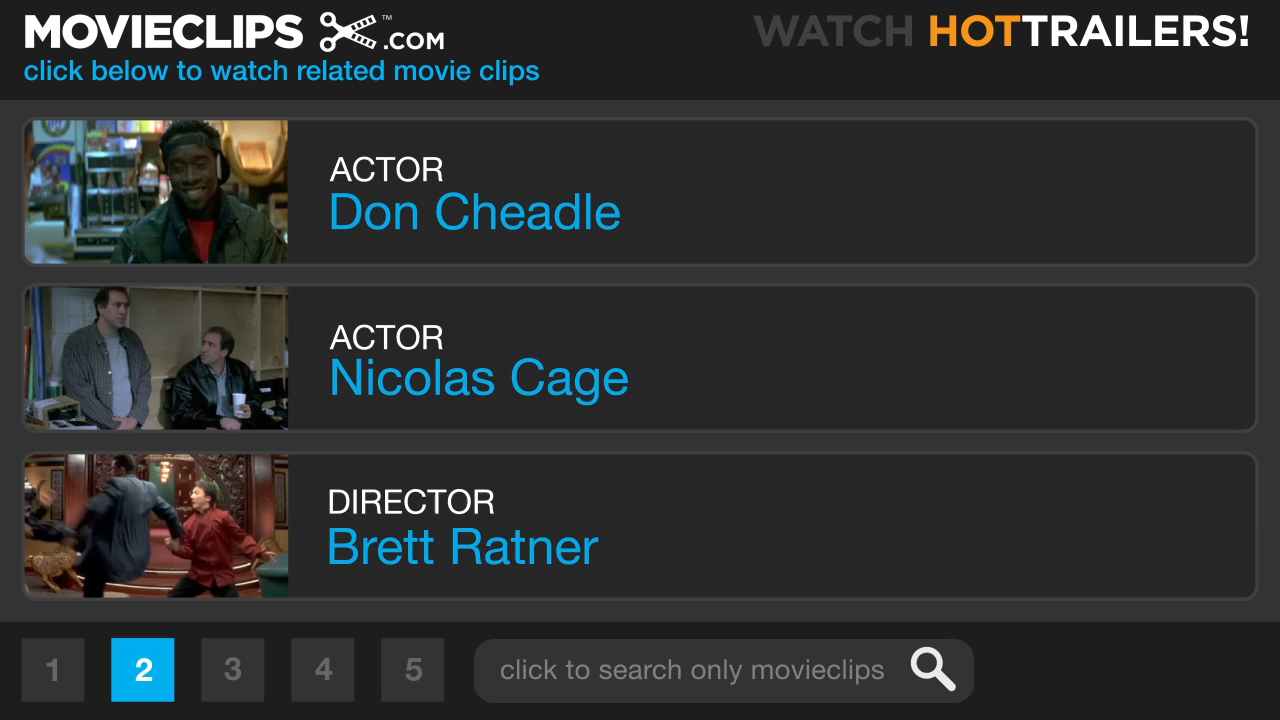 MOVIECLIPS ™ .COM
WATCH HOTTRAILERS!
click below to watch related movie clips
ACTOR
Don Cheadle
ACTOR
Nicolas Cage
DIRECTOR
Brett Ratner
1 2 3 4 5
click to search only movieclips